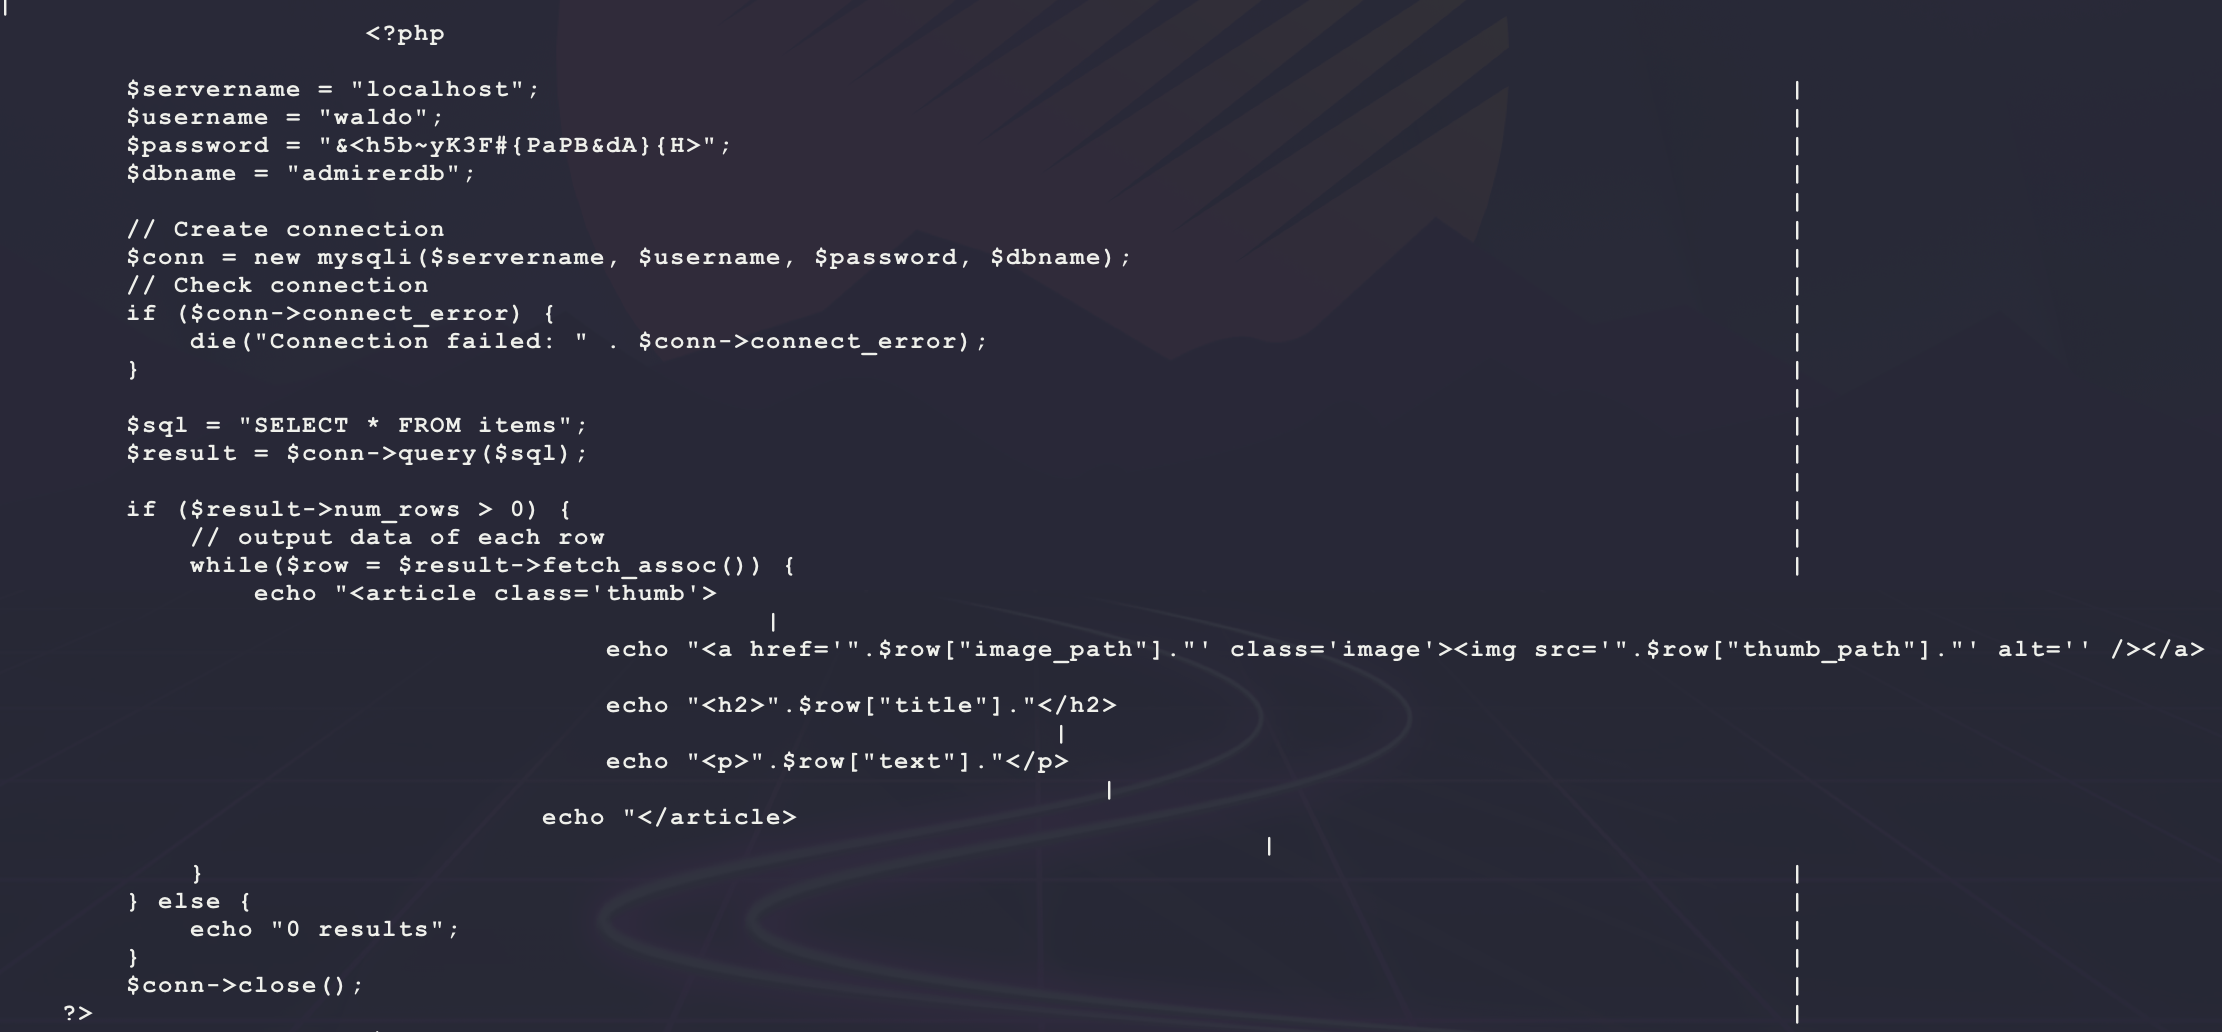 |
<?php
$servername = "localhost"; |
$username = "waldo"; |
$password = "&<h5b~yK3F#{PaPB&dA}{H>"; |
$dbname = "admirerdb"; |
|
// Create connection |
$conn = new mysqli($servername, $username, $password, $dbname); |
// Check connection |
if ($conn->connect_error) { |
die("Connection failed: " . $conn->connect_error); |
} |
|
$sql = "SELECT * FROM items"; |
$result = $conn->query($sql); |
|
if ($result->num_rows > 0) { |
// output data of each row |
while($row = $result->fetch_assoc()) { |
echo "<article class='thumb'>
|
echo "<a href='".$row["image_path"]."' class='image'><img src='".$row["thumb_path"]."' alt='' /></a>
echo "<h2>".$row["title"]."</h2>
|
echo "<p>".$row["text"]."</p>
|
echo "</article>
|
} |
} else { |
echo "0 results"; |
} |
$conn->close(); |
?> |